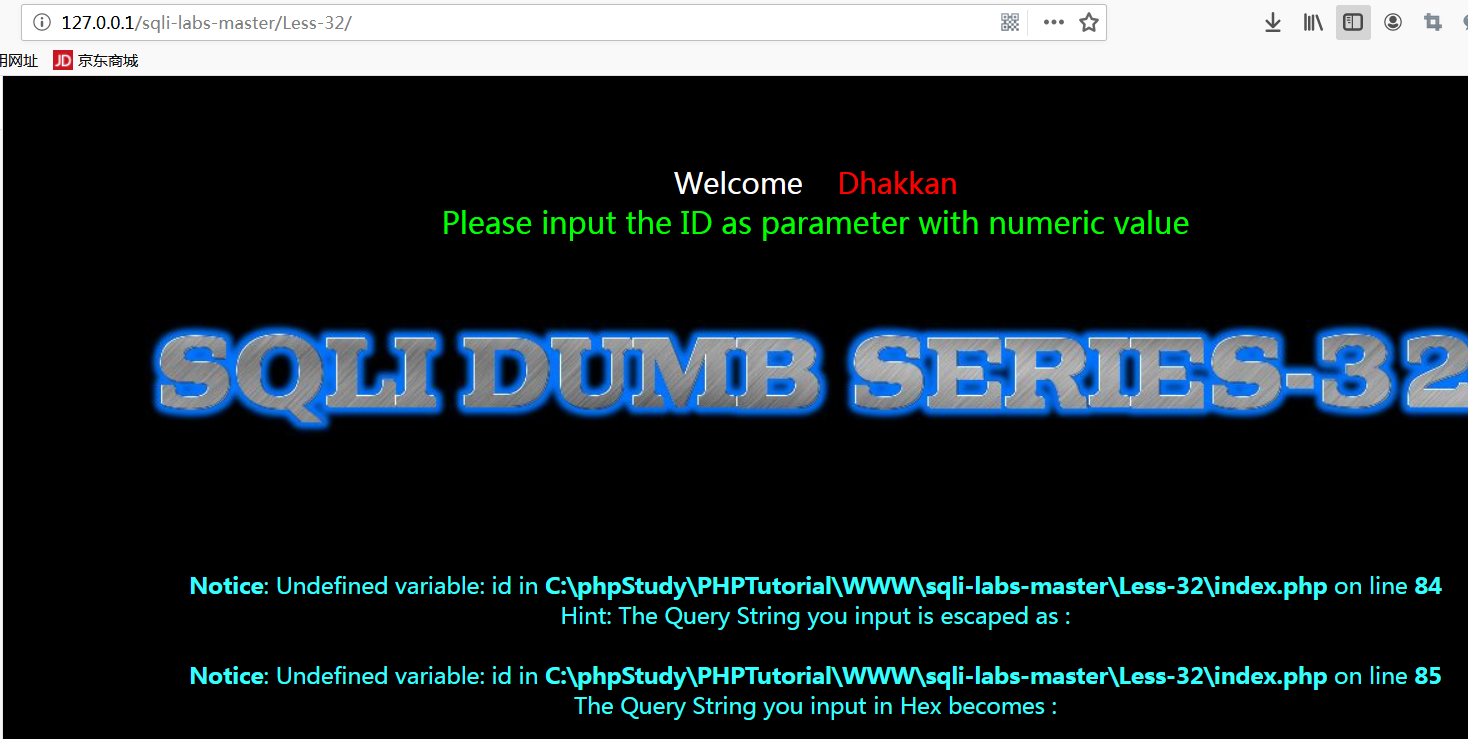 127.0.0.1/sqli-labs-master/Less-32/
用网址 JD 京东商城
Welcome Dhakkan
Please input the ID as parameter with numeric value
SQLI DUMB SERIES-32
Notice: Undefined variable: id in C:\phpStudy\PHPTutorial\WWW\sqli-labs-master\Less-32\index.php on line 84
Hint: The Query String you input is escaped as :
Notice: Undefined variable: id in C:\phpStudy\PHPTutorial\WWW\sqli-labs-master\Less-32\index.php on line 85
The Query String you input in Hex becomes :